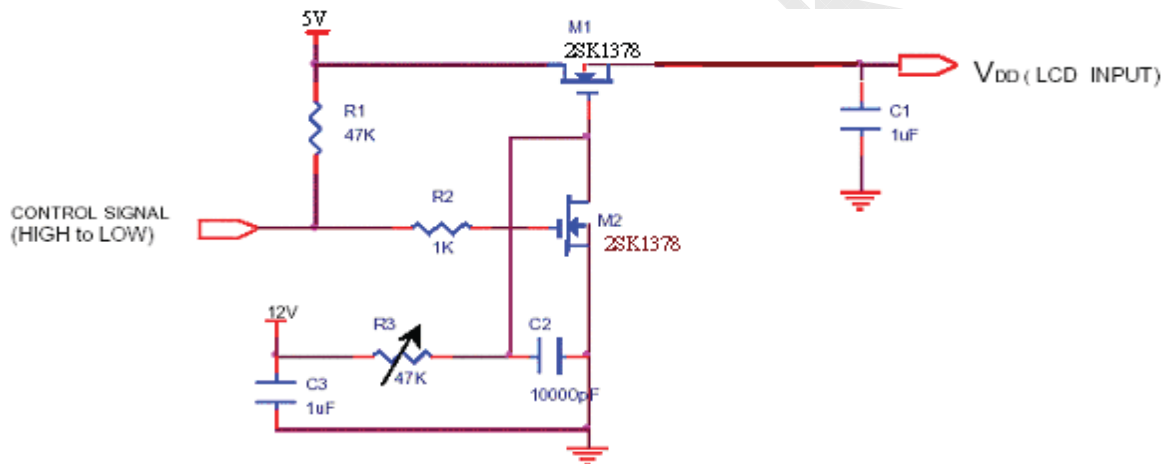 5V
M1
2SK1378
V_DD ( LCD INPUT)
R1
47K
C1
1uF
R2
1K
CONTROL SIGNAL
(HIGH to LOW)
M2
2SK1378
12V
R3
47K
C2
10000pF
C3
1uF